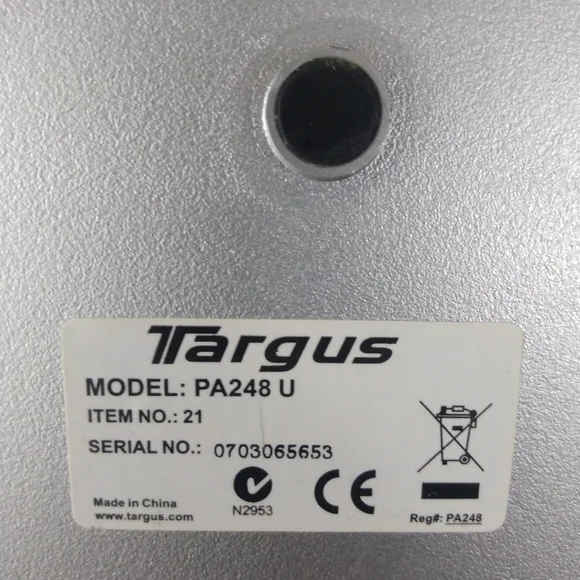 Targus
MODEL: PA248 U
ITEM NO.: 21
SERIAL NO.: 0703065653
Made in China
www.targus.com
N2953
CE
Reg#: PA248